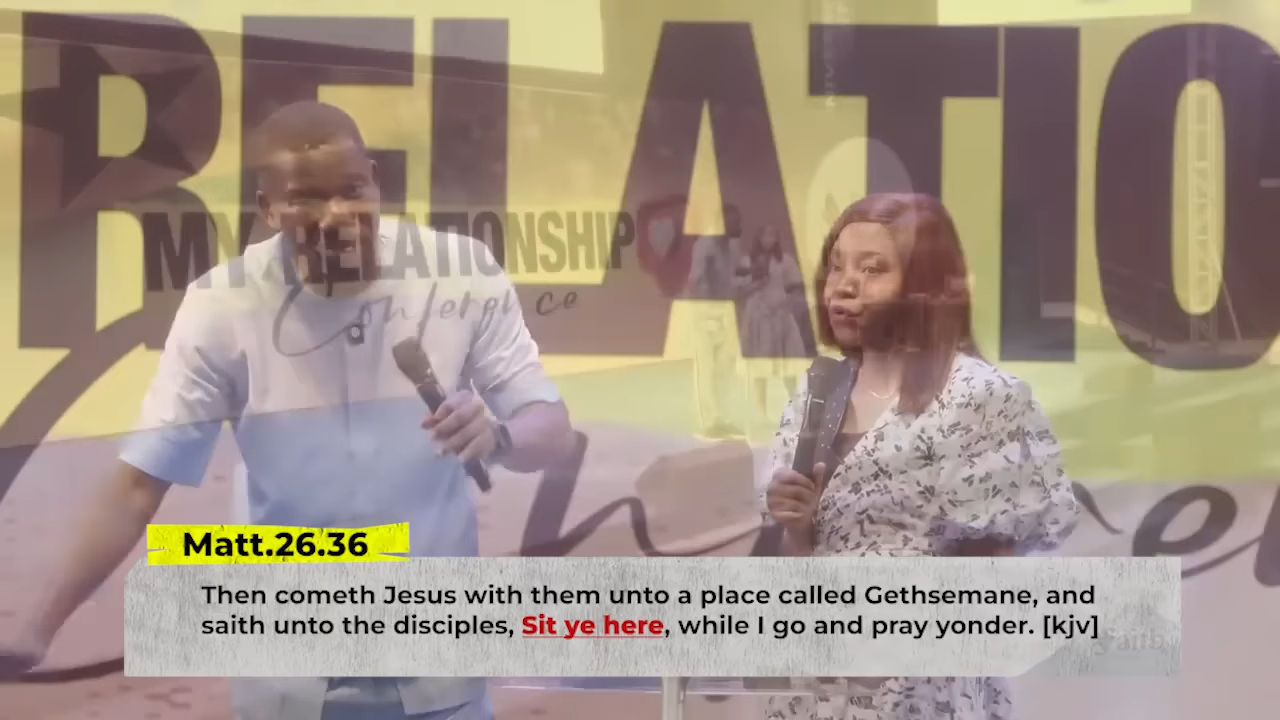 RELATIO
MY RELATIONSHIP
Conference
Matt.26.36
Then cometh Jesus with them unto a place called Gethsemane, and
saith unto the disciples, Sit ye here, while I go and pray yonder. [kjv]
Faith